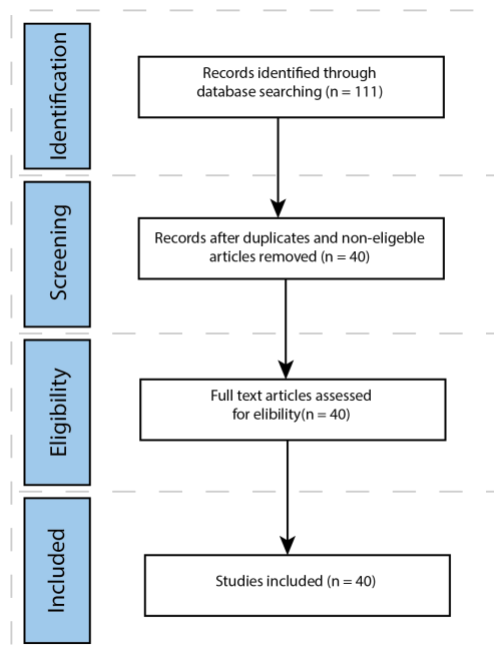 Identification
Records identified through
database searching (n = 111)
Screening
Records after duplicates and non-eligeble
articles removed (n = 40)
Eligibility
Full text articles assessed
for elibility(n = 40)
Included
Studies included (n = 40)